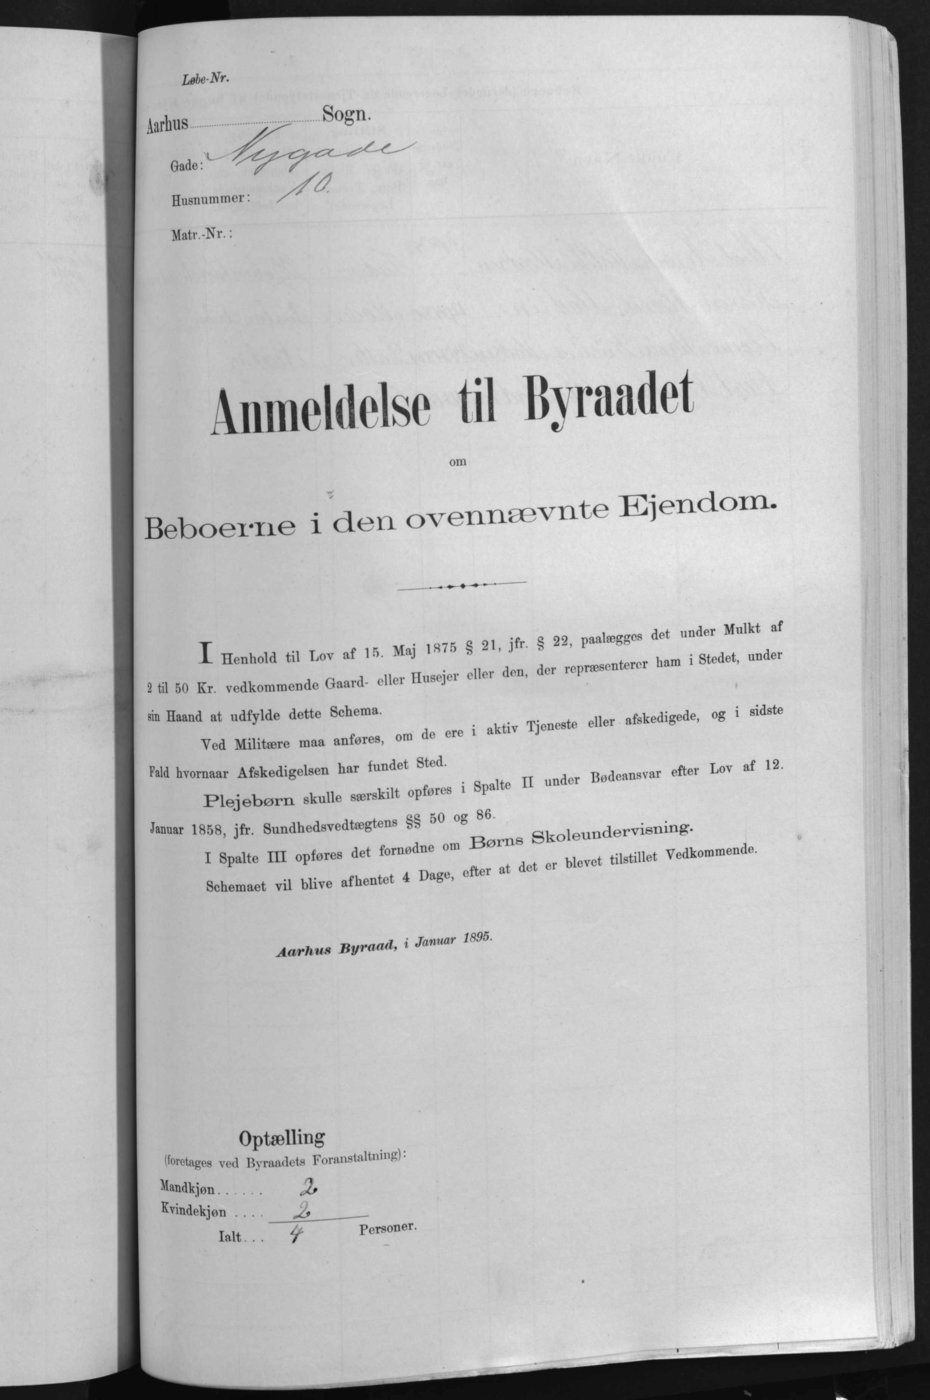 Løbe-Nr.
Aarhus Sogn.
Gade: Nygade
Husnummer: 10.
Matr.-Nr.:
Anmeldelse til Byraadet
om
Beboerne i den ovennævnte Ejendom.
I Henhold til Lov af 15. Maj 1875 § 21, jfr. § 22, paalægges det under Mulkt af
2 til 50 Kr. vedkommende Gaard- eller Husejer eller den, der repræsenterer ham i Stedet, under
sin Haand at udfylde dette Schema.
Ved Militære maa anføres, om de ere i aktiv Tjeneste eller afskedigede, og i sidste
Fald hvornaar Afskedigelsen har fundet Sted.
Plejebørn skulle særskilt opføres i Spalte II under Bødeansvar efter Lov af 12.
Januar 1858, jfr. Sundhedsvedtægtens §§ 50 og 86.
I Spalte III opføres det fornødne om Børns Skoleundervisning.
Schemaet vil blive afhentet 4 Dage, efter at det er blevet tilstillet Vedkommende.
Aarhus Byraad, i Januar 1895.
Optælling
(foretages ved Byraadets Foranstaltning):
Mandkjøn...... 2
Kvindekjøn .... 2
Ialt... 4 Personer.